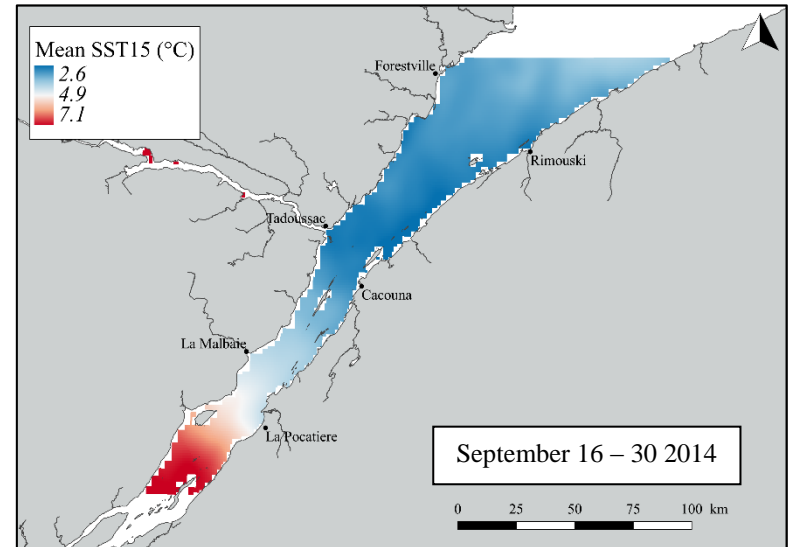 Mean SST15 (°C)
2.6
4.9
7.1
Forestville
Rimouski
Tadoussac
Cacouna
La Malbaie
La Pocatiere
September 16 – 30 2014
0 25 50 75 100 km